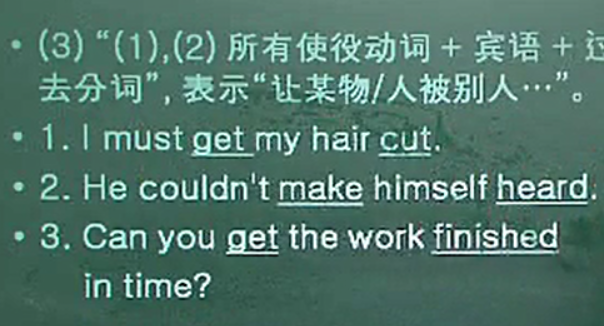 • (3) “(1),(2) 所有使役动词 + 宾语 + 过
去分词”, 表示“让某物/人被别人…”。
• 1. I must get my hair cut.
• 2. He couldn't make himself heard.
• 3. Can you get the work finished
in time?